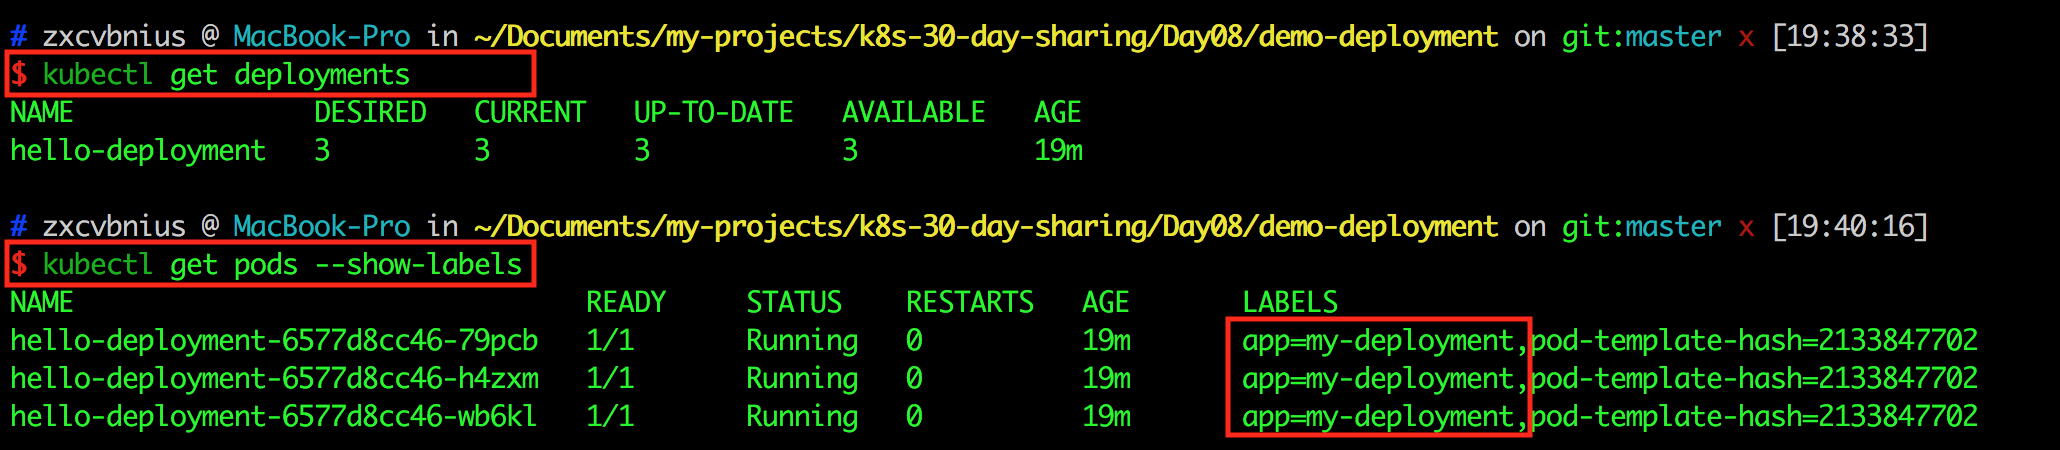 # zxcvbnius @ MacBook-Pro in ~/Documents/my-projects/k8s-30-day-sharing/Day08/demo-deployment on git:master x [19:38:33]
$ kubectl get deployments
NAME DESIRED CURRENT UP-TO-DATE AVAILABLE AGE
hello-deployment 3 3 3 3 19m
# zxcvbnius @ MacBook-Pro in ~/Documents/my-projects/k8s-30-day-sharing/Day08/demo-deployment on git:master x [19:40:16]
$ kubectl get pods --show-labels
NAME READY STATUS RESTARTS AGE LABELS
hello-deployment-6577d8cc46-79pcb 1/1 Running 0 19m app=my-deployment,pod-template-hash=2133847702
hello-deployment-6577d8cc46-h4zxm 1/1 Running 0 19m app=my-deployment,pod-template-hash=2133847702
hello-deployment-6577d8cc46-wb6kl 1/1 Running 0 19m app=my-deployment,pod-template-hash=2133847702